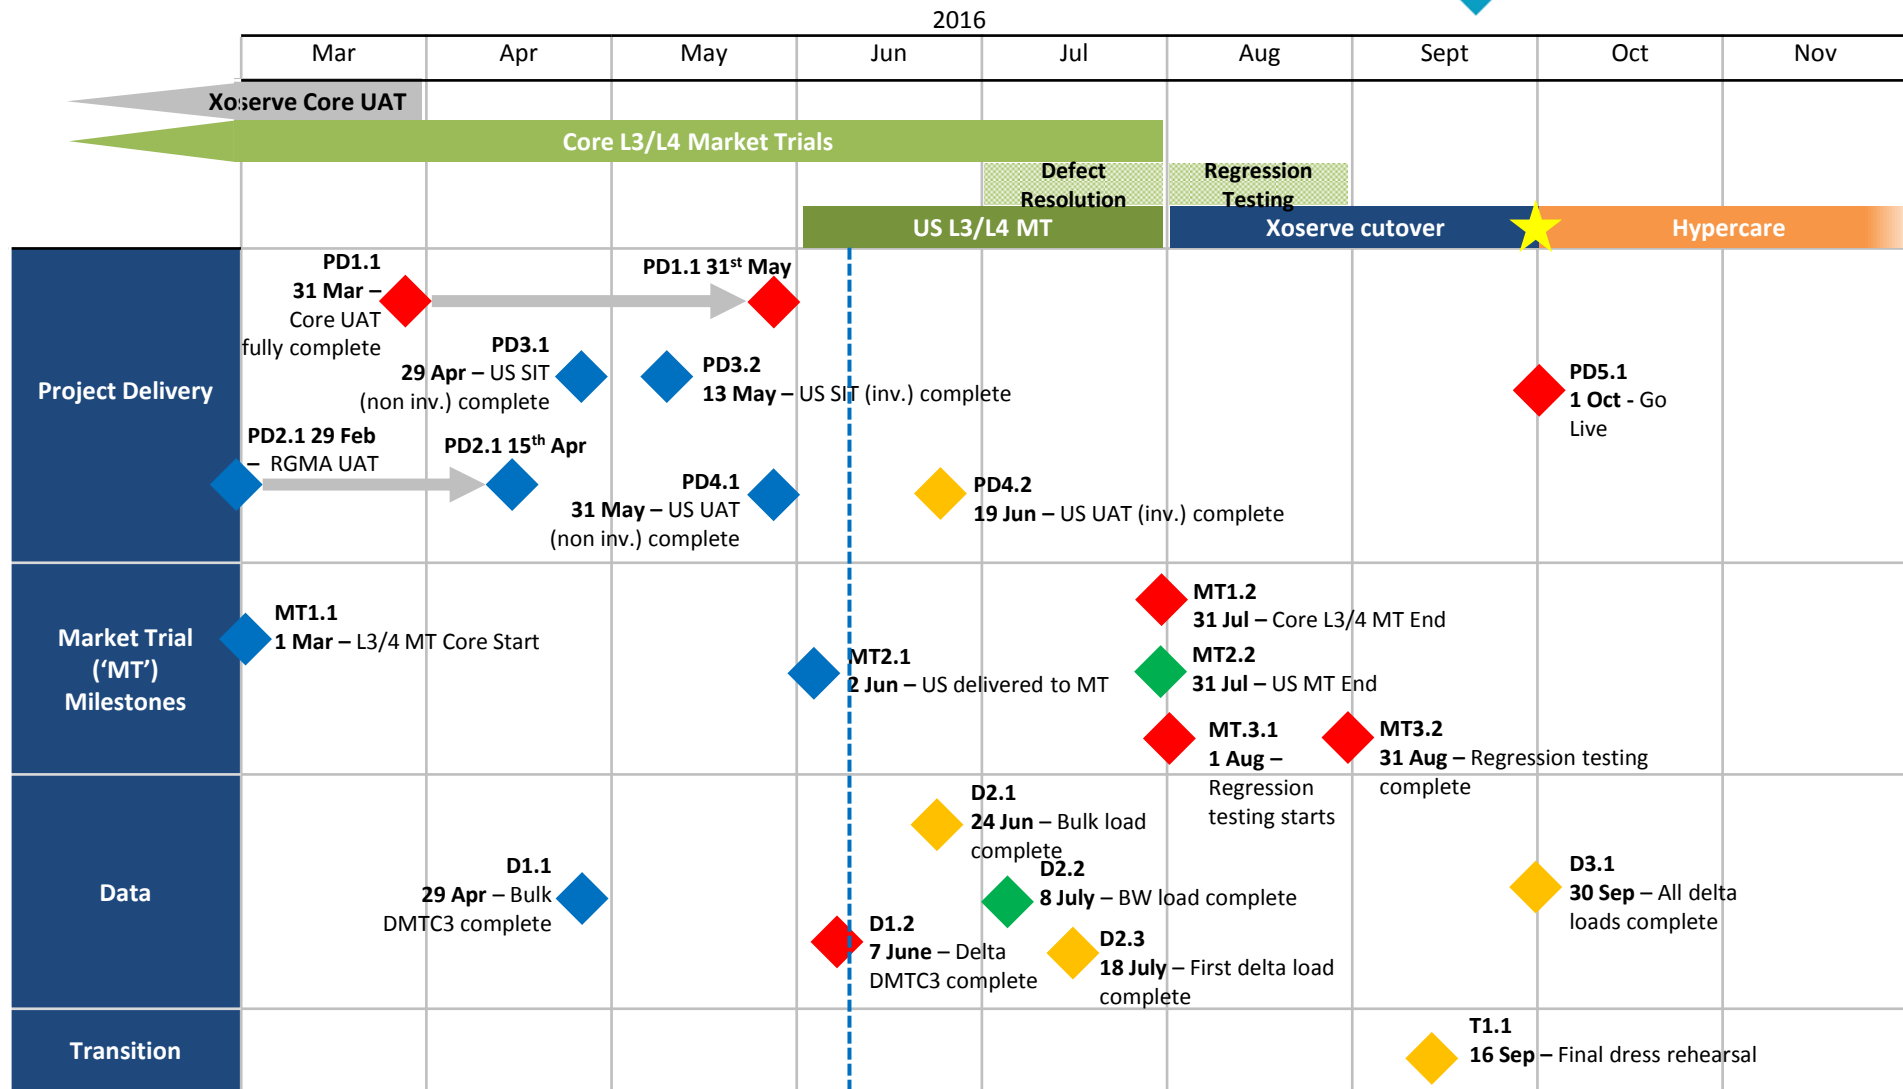 2016
Mar Apr May Jun Jul Aug Sept Oct Nov
Xoserve Core UAT
Core L3/L4 Market Trials
Defect
Resolution
Regression
Testing
US L3/L4 MT
Xoserve cutover
Hypercare
Project Delivery
PD1.1
31 Mar –
Core UAT
fully complete
PD1.1 31st May
PD3.1
29 Apr – US SIT
(non inv.) complete
PD3.2
13 May – US SIT (inv.) complete
PD5.1
1 Oct - Go
Live
PD2.1 29 Feb
– RGMA UAT
PD2.1 15th Apr
PD4.1
31 May – US UAT
(non inv.) complete
PD4.2
19 Jun – US UAT (inv.) complete
Market Trial
(‘MT’)
Milestones
MT1.1
1 Mar – L3/4 MT Core Start
MT2.1
2 Jun – US delivered to MT
MT1.2
31 Jul – Core L3/4 MT End
MT2.2
31 Jul – US MT End
MT.3.1
1 Aug –
Regression
testing starts
MT3.2
31 Aug – Regression testing
complete
Data
D1.1
29 Apr – Bulk
DMTC3 complete
D2.1
24 Jun – Bulk load
complete
D2.2
8 July – BW load complete
D1.2
7 June – Delta
DMTC3 complete
D2.3
18 July – First delta load
complete
D3.1
30 Sep – All delta
loads complete
Transition
T1.1
16 Sep – Final dress rehearsal